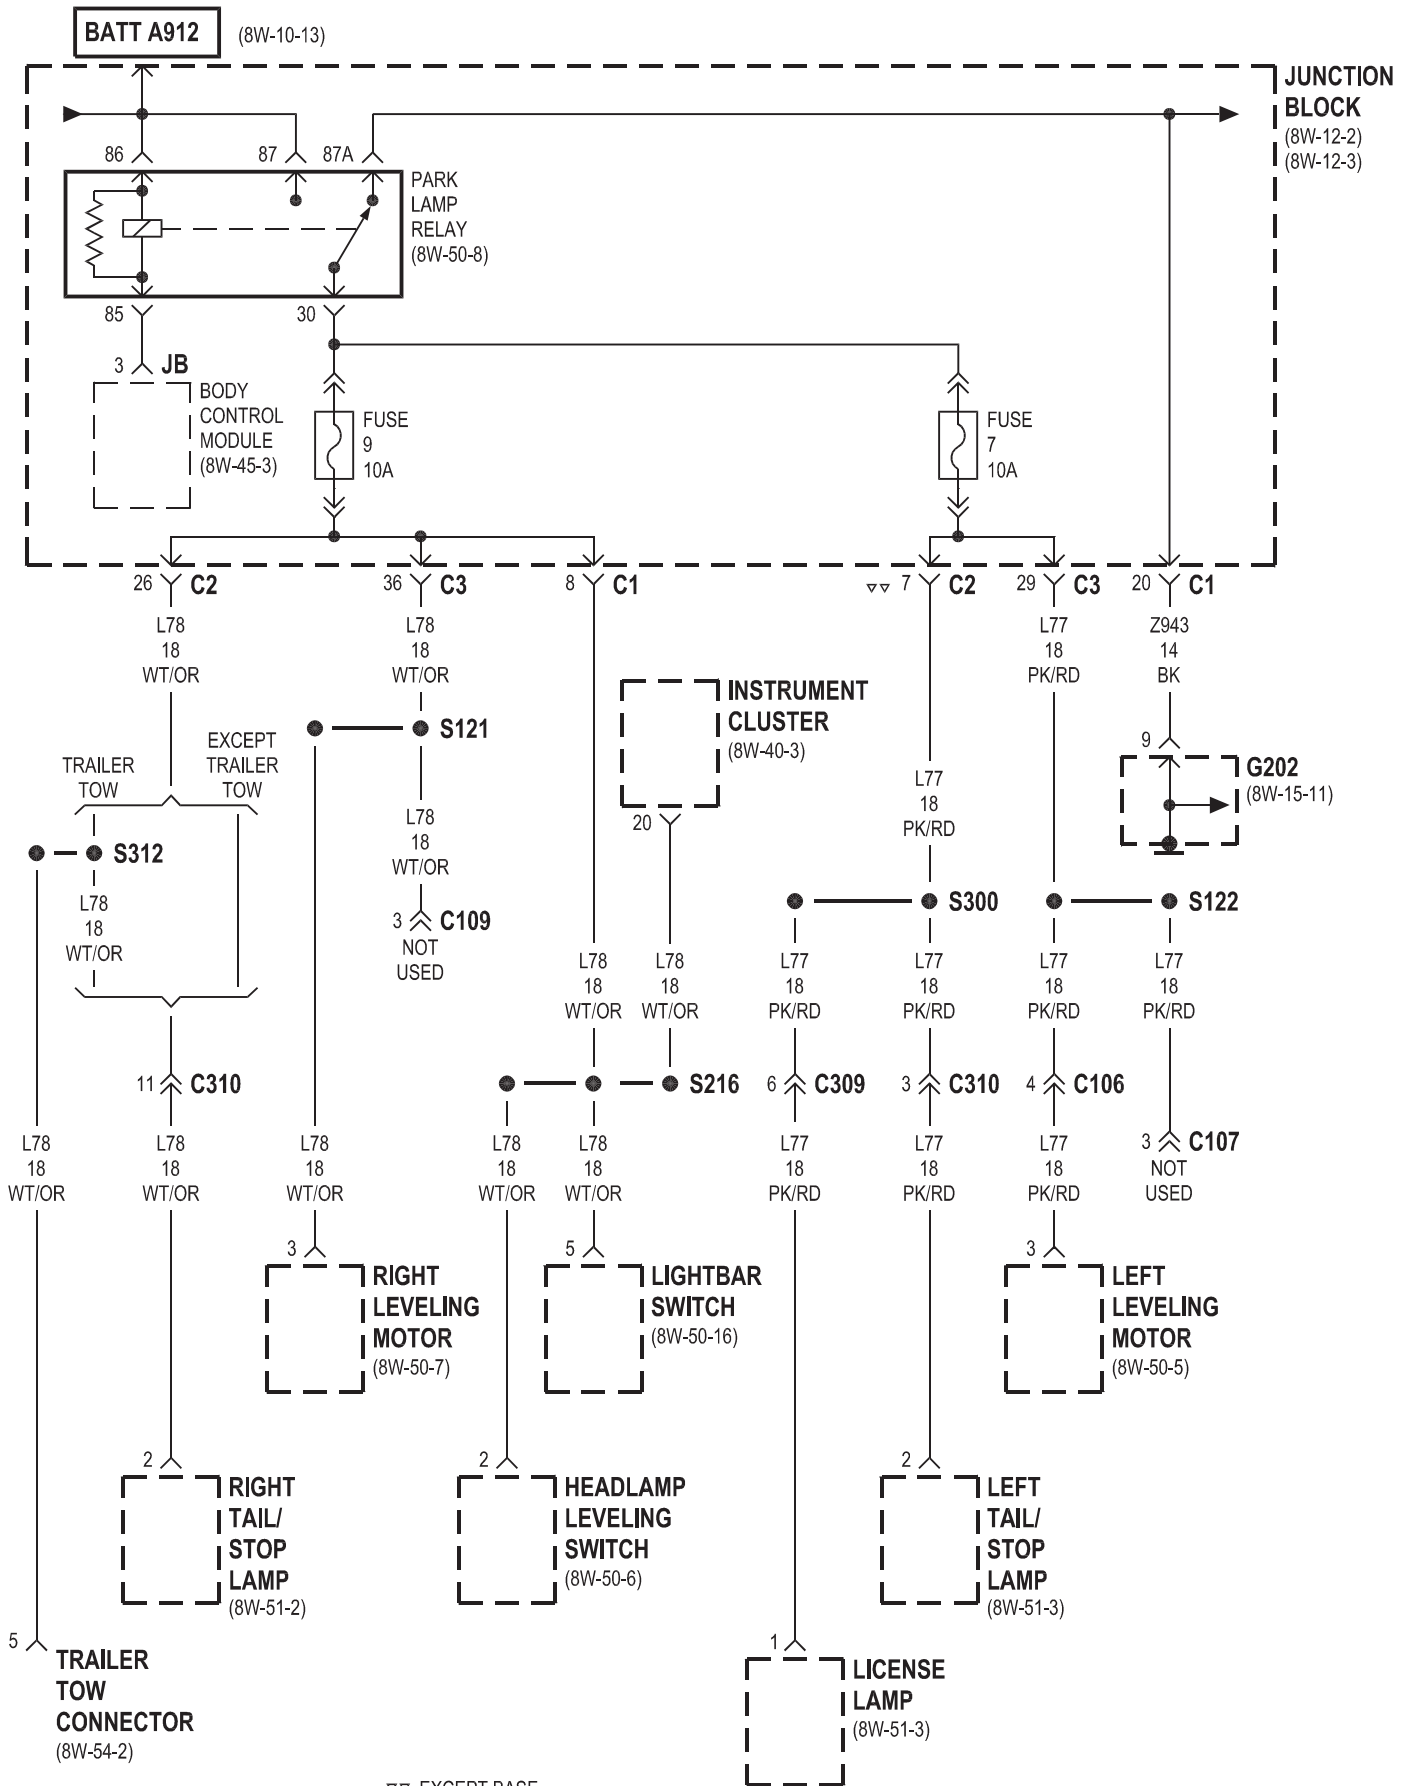 BATT A912 (8W-10-13)
JUNCTION
BLOCK
(8W-12-2)
(8W-12-3)
86 87 87A
PARK
LAMP
RELAY
(8W-50-8)
85 30
3 JB
BODY
CONTROL
MODULE
(8W-45-3)
FUSE
9
10A
FUSE
7
10A
26 C2
36 C3
8 C1
▽▽ 7 C2
29 C3
20 C1
L78
18
WT/OR
L78
18
WT/OR
L77
18
PK/RD
Z943
14
BK
INSTRUMENT
CLUSTER
(8W-40-3)
20
S121
TRAILER
TOW
EXCEPT
TRAILER
TOW
9
G202
(8W-15-11)
L77
18
PK/RD
L78
18
WT/OR
S312
L78
18
WT/OR
3 C109
NOT
USED
S300
S122
L78
18
WT/OR
L78
18
WT/OR
L77
18
PK/RD
L77
18
PK/RD
L77
18
PK/RD
L77
18
PK/RD
11 C310
S216
6 C309
3 C310
4 C106
3 C107
NOT
USED
L78
18
WT/OR
L78
18
WT/OR
L78
18
WT/OR
L78
18
WT/OR
L78
18
WT/OR
L77
18
PK/RD
L77
18
PK/RD
L77
18
PK/RD
3
RIGHT
LEVELING
MOTOR
(8W-50-7)
5
LIGHTBAR
SWITCH
(8W-50-16)
3
LEFT
LEVELING
MOTOR
(8W-50-5)
2
RIGHT
TAIL/
STOP
LAMP
(8W-51-2)
2
HEADLAMP
LEVELING
SWITCH
(8W-50-6)
2
LEFT
TAIL/
STOP
LAMP
(8W-51-3)
5
TRAILER
TOW
CONNECTOR
(8W-54-2)
1
LICENSE
LAMP
(8W-51-3)
▽▽ EXCEPT BASE